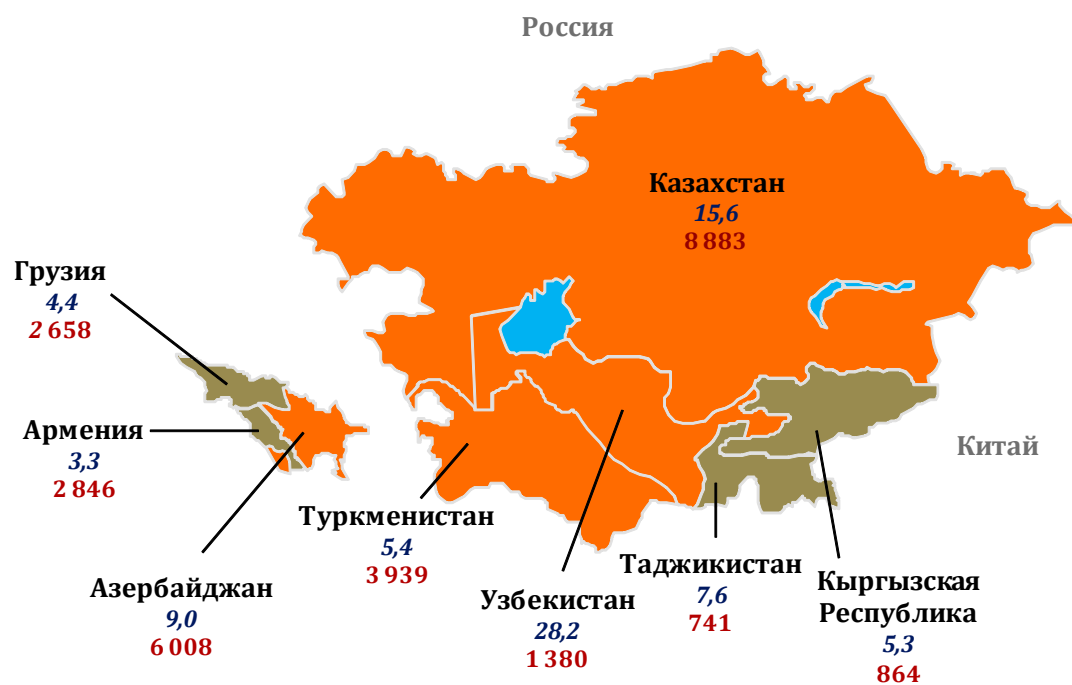 Россия
Казахстан
15,6
8 883
Грузия
4,4
2 658
Армения
3,3
2 846
Китай
Туркменистан
5,4
3 939
Азербайджан
9,0
6 008
Узбекистан
28,2
1 380
Таджикистан
7,6
741
Кыргызская
Республика
5,3
864